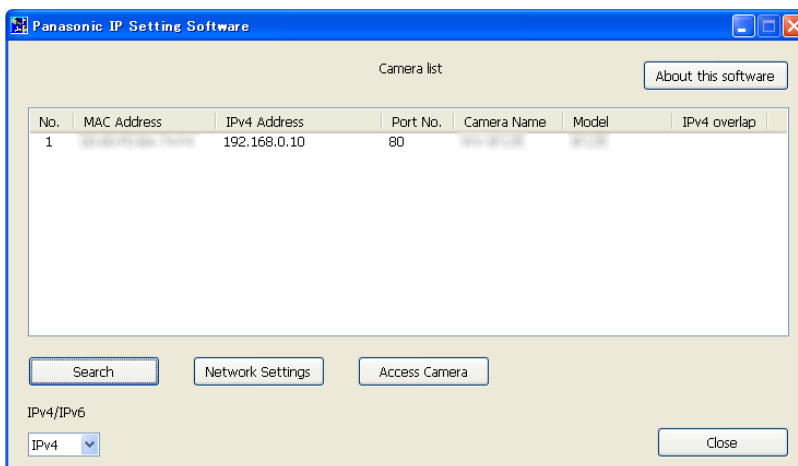 Panasonic IP Setting Software
Camera list
About this software
No. MAC Address IPv4 Address Port No. Camera Name Model IPv4 overlap
1 192.168.0.10 80
Search Network Settings Access Camera
IPv4/IPv6
IPv4
Close